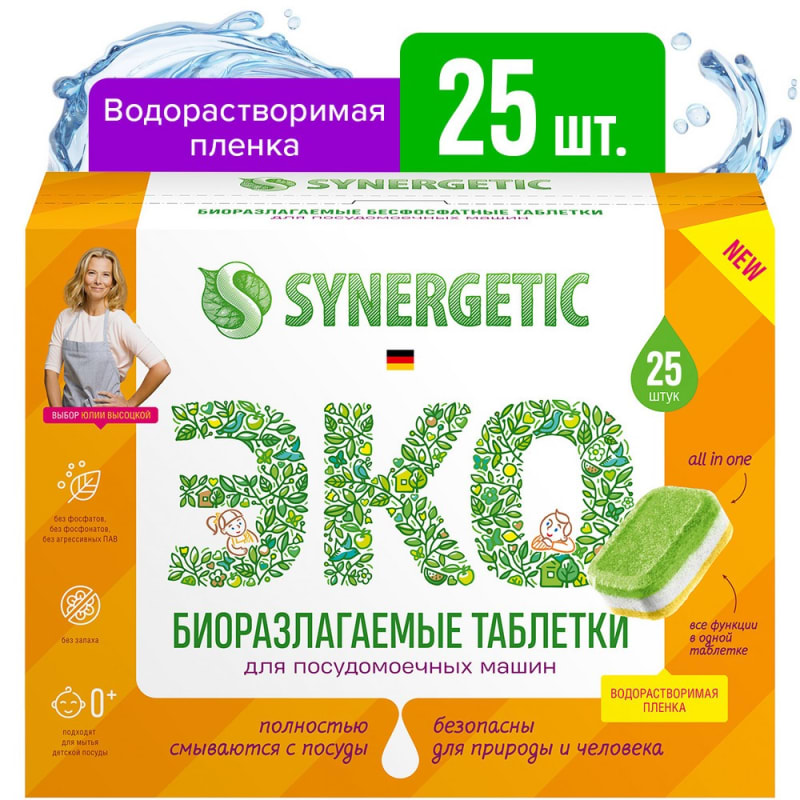 Водорастворимая
пленка
25 шт.
SYNERGETIC
БИОРАЗЛАГАЕМЫЕ БЕСФОСФАТНЫЕ ТАБЛЕТКИ
для посудомоечных машин
NEW
SYNERGETIC
25
штук
ВЫБОР ЮЛИИ ВЫСОЦКОЙ
ЭКО
all in one
без фосфатов,
без фосфонатов,
без агрессивных ПАВ
без запаха
0+
подходят
для мытья
детской посуды
БИОРАЗЛАГАЕМЫЕ ТАБЛЕТКИ
для посудомоечных машин
все функции
в одной
таблетке
ВОДОРАСТВОРИМАЯ
ПЛЕНКА
полностью
смываются с посуды
безопасны
для природы и человека